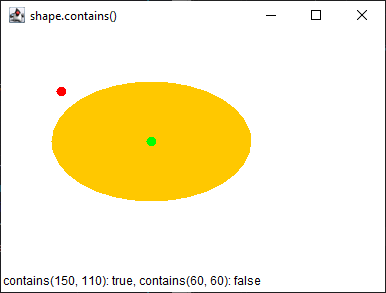 shape.contains()
contains(150, 110): true, contains(60, 60): false